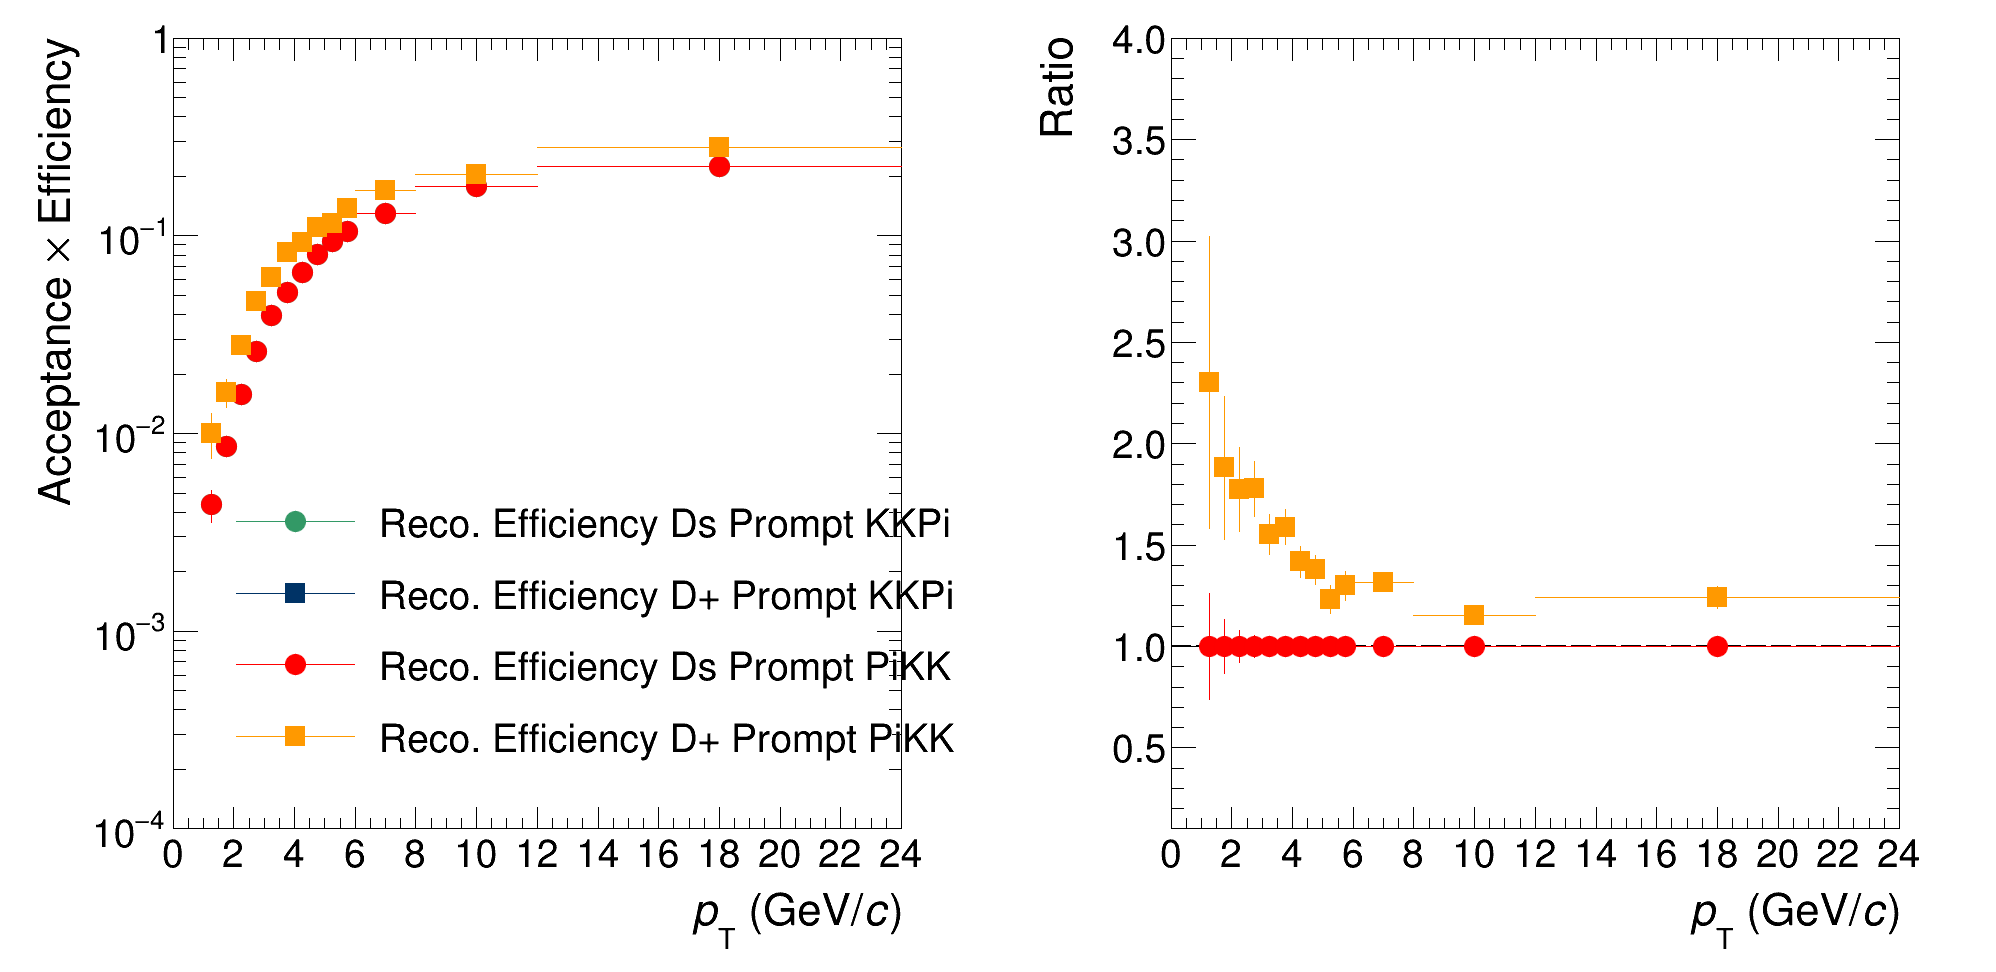 Acceptance × Efficiency
1
10−1
10−2
10−3
10−4
Reco. Efficiency Ds Prompt KKPi
Reco. Efficiency D+ Prompt KKPi
Reco. Efficiency Ds Prompt PiKK
Reco. Efficiency D+ Prompt PiKK
0 2 4 6 8 10 12 14 16 18 20 22 24
pT (GeV/c)
Ratio
4.0
3.5
3.0
2.5
2.0
1.5
1.0
0.5
0 2 4 6 8 10 12 14 16 18 20 22 24
pT (GeV/c)